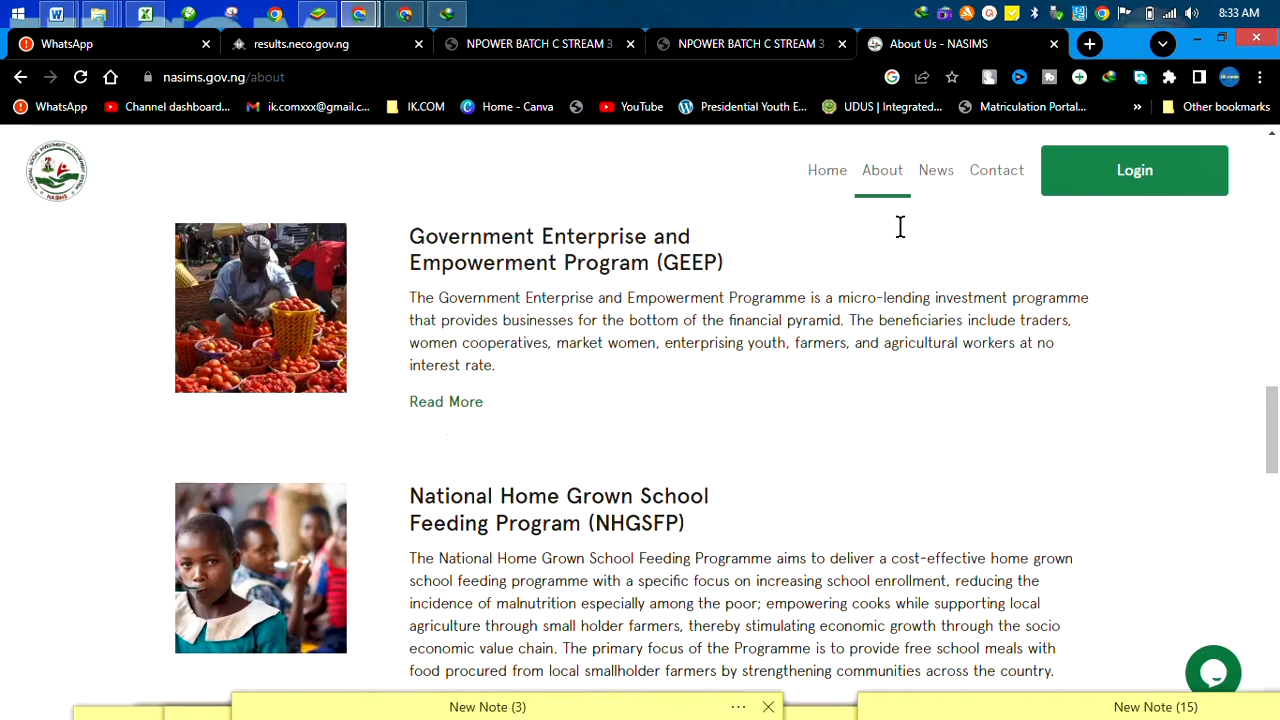 8:33 AM
WhatsApp
results.neco.gov.ng
NPOWER BATCH C STREAM 3
NPOWER BATCH C STREAM 3
About Us - NASIMS
nasims.gov.ng/about
WhatsApp
Channel dashboard...
ik.comxxx@gmail.c...
IK.COM
Home - Canva
YouTube
Presidential Youth E...
UDUS | Integrated...
Matriculation Portal...
Other bookmarks
NASIMS
Home
About
News
Contact
Login
Government Enterprise and
Empowerment Program (GEEP)
The Government Enterprise and Empowerment Programme is a micro-lending investment programme
that provides businesses for the bottom of the financial pyramid. The beneficiaries include traders,
women cooperatives, market women, enterprising youth, farmers, and agricultural workers at no
interest rate.
Read More
National Home Grown School
Feeding Program (NHGSFP)
The National Home Grown School Feeding Programme aims to deliver a cost-effective home grown
school feeding programme with a specific focus on increasing school enrollment, reducing the
incidence of malnutrition especially among the poor; empowering cooks while supporting local
agriculture through small holder farmers, thereby stimulating economic growth through the socio
economic value chain. The primary focus of the Programme is to provide free school meals with
food procured from local smallholder farmers by strengthening communities across the country.
New Note (3)
New Note (15)